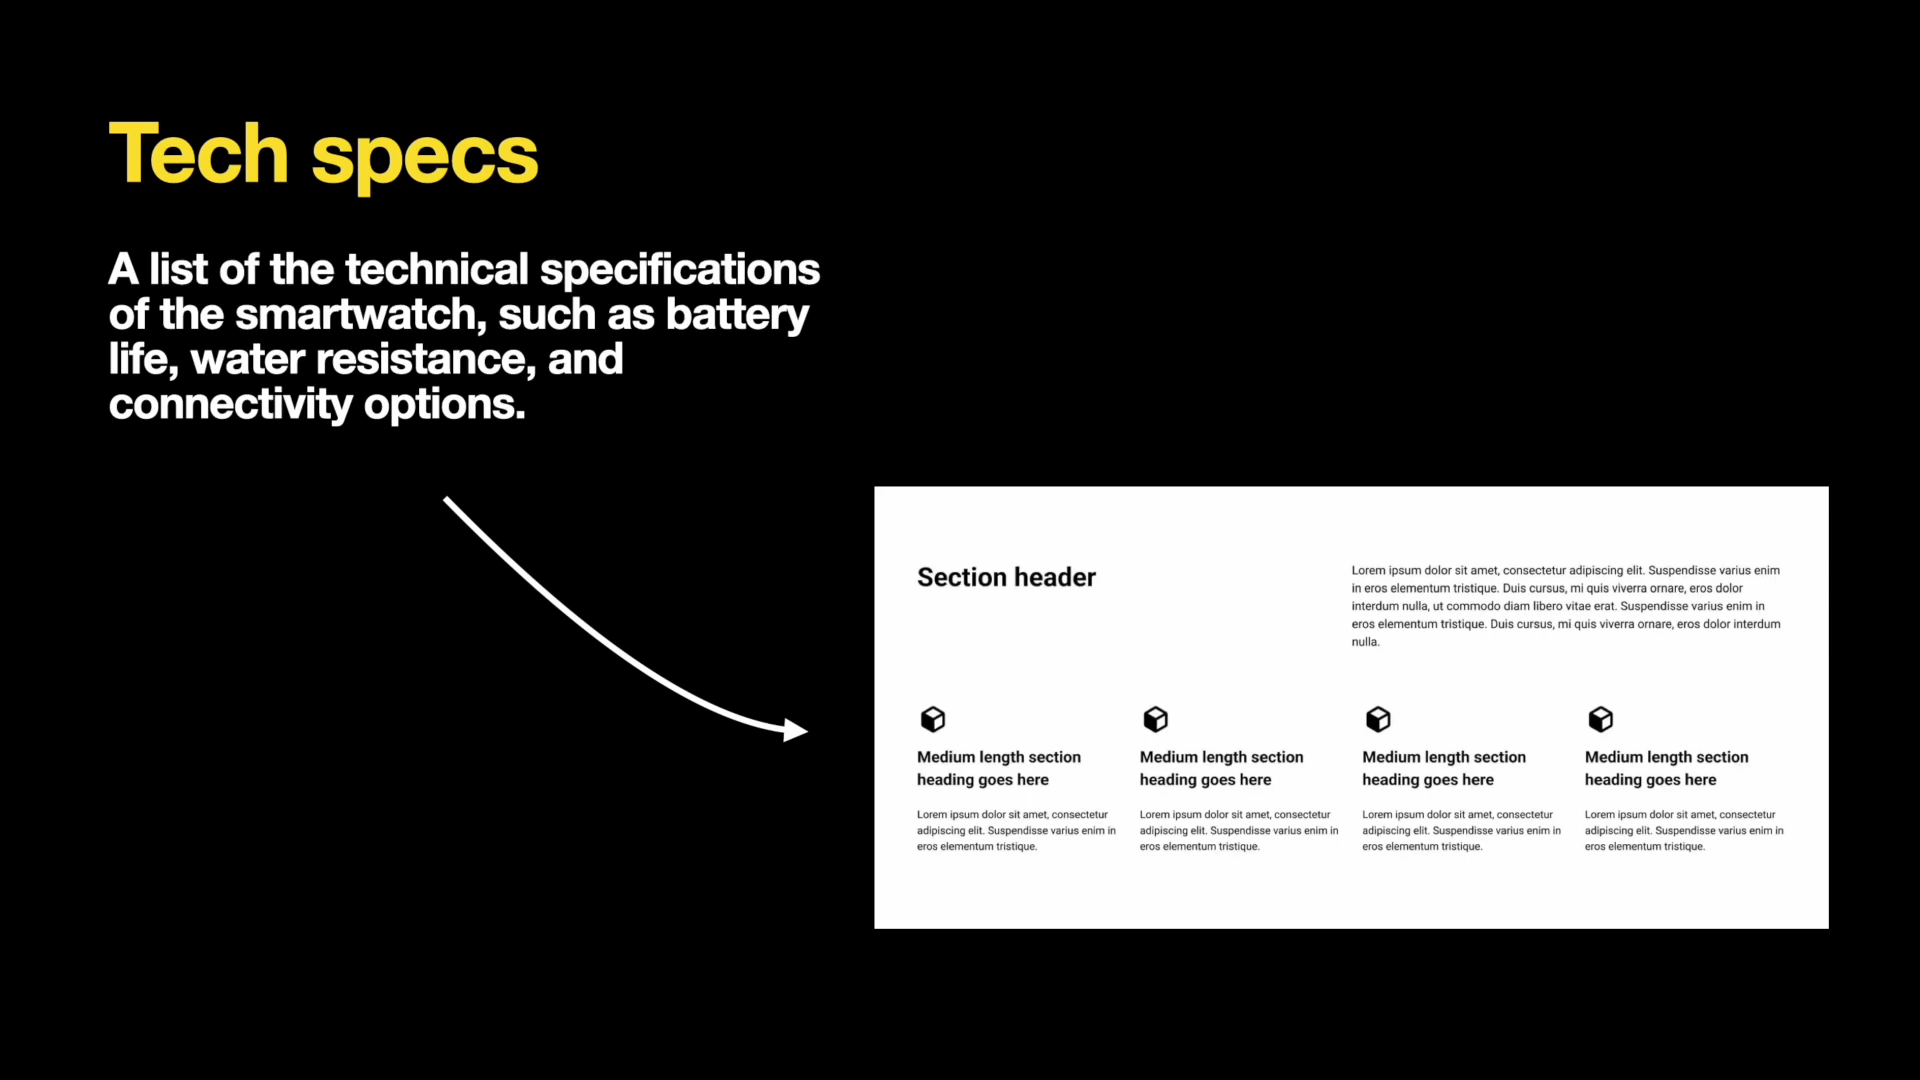 Tech specs
A list of the technical specifications
of the smartwatch, such as battery
life, water resistance, and
connectivity options.
Section header
Lorem ipsum dolor sit amet, consectetur adipiscing elit. Suspendisse varius enim
in eros elementum tristique. Duis cursus, mi quis viverra ornare, eros dolor
interdum nulla, ut commodo diam libero vitae erat. Suspendisse varius enim in
eros elementum tristique. Duis cursus, mi quis viverra ornare, eros dolor interdum
nulla.
Medium length section
heading goes here
Lorem ipsum dolor sit amet, consectetur
adipiscing elit. Suspendisse varius enim in
eros elementum tristique.
Medium length section
heading goes here
Lorem ipsum dolor sit amet, consectetur
adipiscing elit. Suspendisse varius enim in
eros elementum tristique.
Medium length section
heading goes here
Lorem ipsum dolor sit amet, consectetur
adipiscing elit. Suspendisse varius enim in
eros elementum tristique.
Medium length section
heading goes here
Lorem ipsum dolor sit amet, consectetur
adipiscing elit. Suspendisse varius enim in
eros elementum tristique.